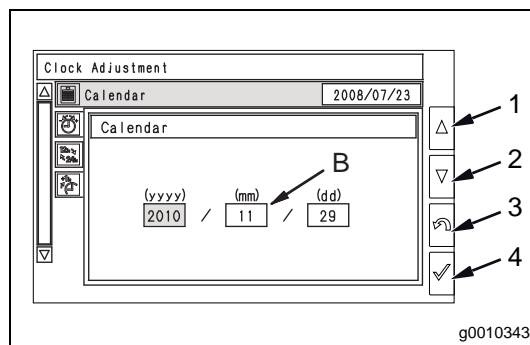 Clock Adjustment
Calendar 2008/07/23
Calendar
B
(yyyy) (mm) (dd)
2010 / 11 / 29
1
2
3
4
g0010343